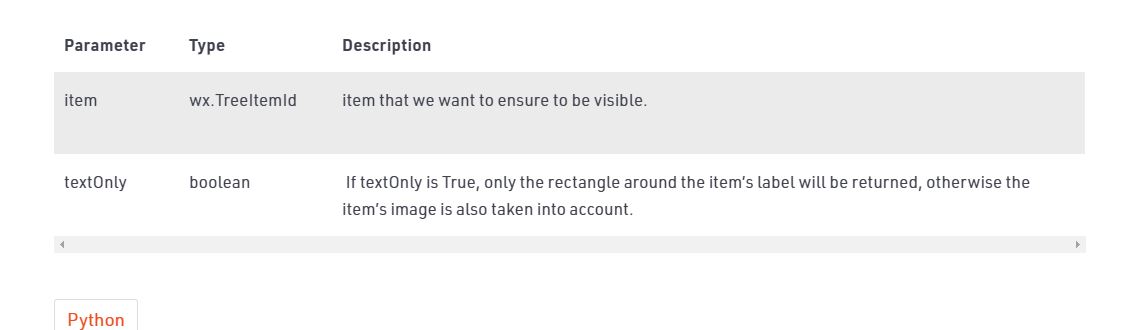 Parameter Type Description
item wx.TreeItemId item that we want to ensure to be visible.
textOnly boolean If textOnly is True, only the rectangle around the item’s label will be returned, otherwise the
item’s image is also taken into account.
Python